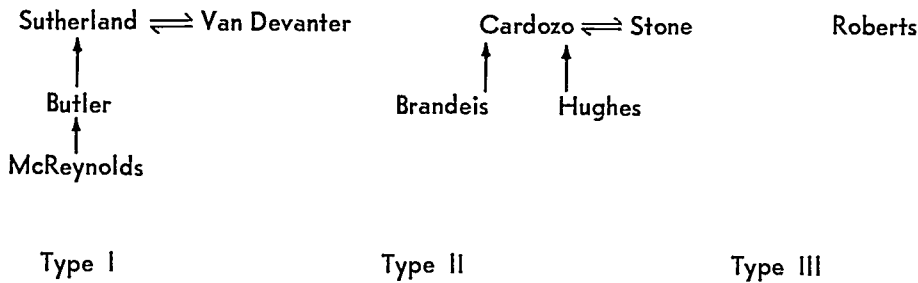 Sutherland Van Devanter Cardozo Stone Roberts
Butler Brandeis Hughes
McReynolds
Type I Type II Type III